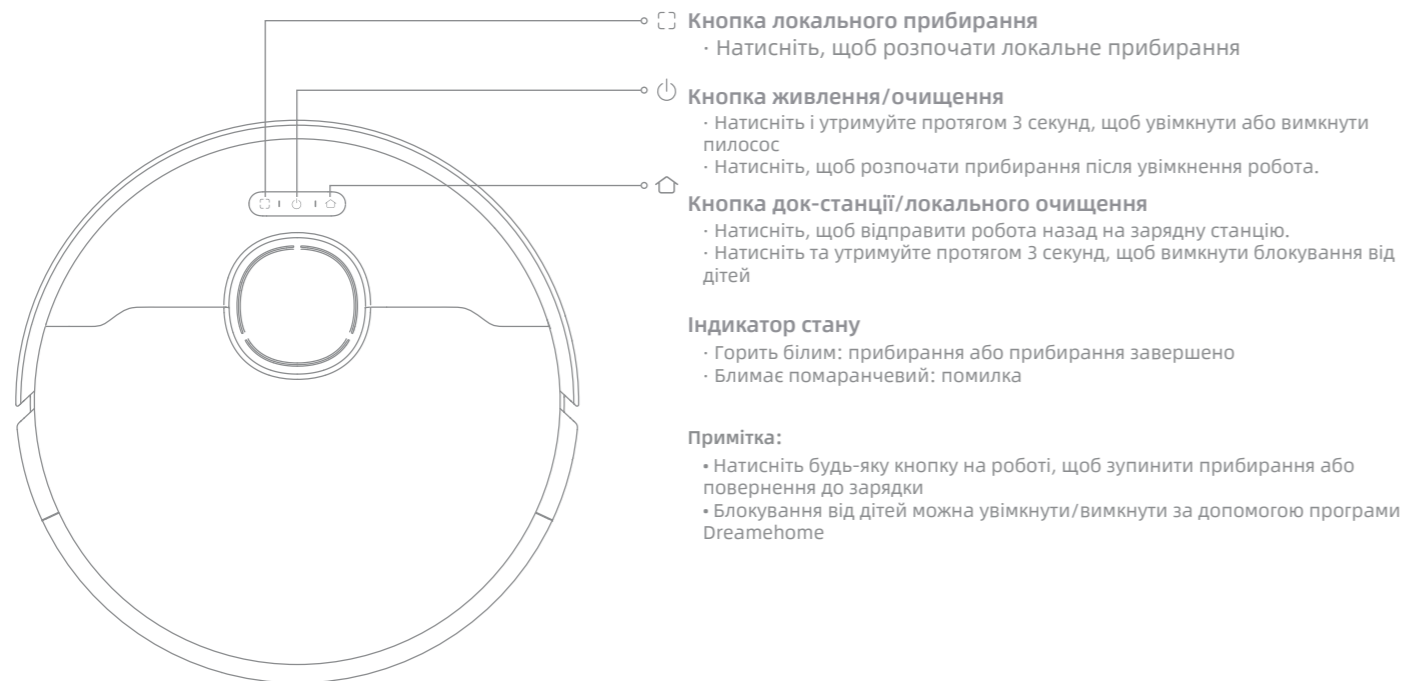 Кнопка локального прибирання
· Натисніть, щоб розпочати локальне прибирання
Кнопка живлення/очищення
· Натисніть і утримуйте протягом 3 секунд, щоб увімкнути або вимкнути
пилосос
· Натисніть, щоб розпочати прибирання після увімкнення робота.
Кнопка док-станції/локального очищення
· Натисніть, щоб відправити робота назад на зарядну станцію.
· Натисніть та утримуйте протягом 3 секунд, щоб вимкнути блокування від
дітей
Індикатор стану
· Горить білим: прибирання або прибирання завершено
· Блимає помаранчевий: помилка
Примітка:
• Натисніть будь-яку кнопку на роботі, щоб зупинити прибирання або
повернення до зарядки
• Блокування від дітей можна увімкнути/вимкнути за допомогою програми
Dreamehome